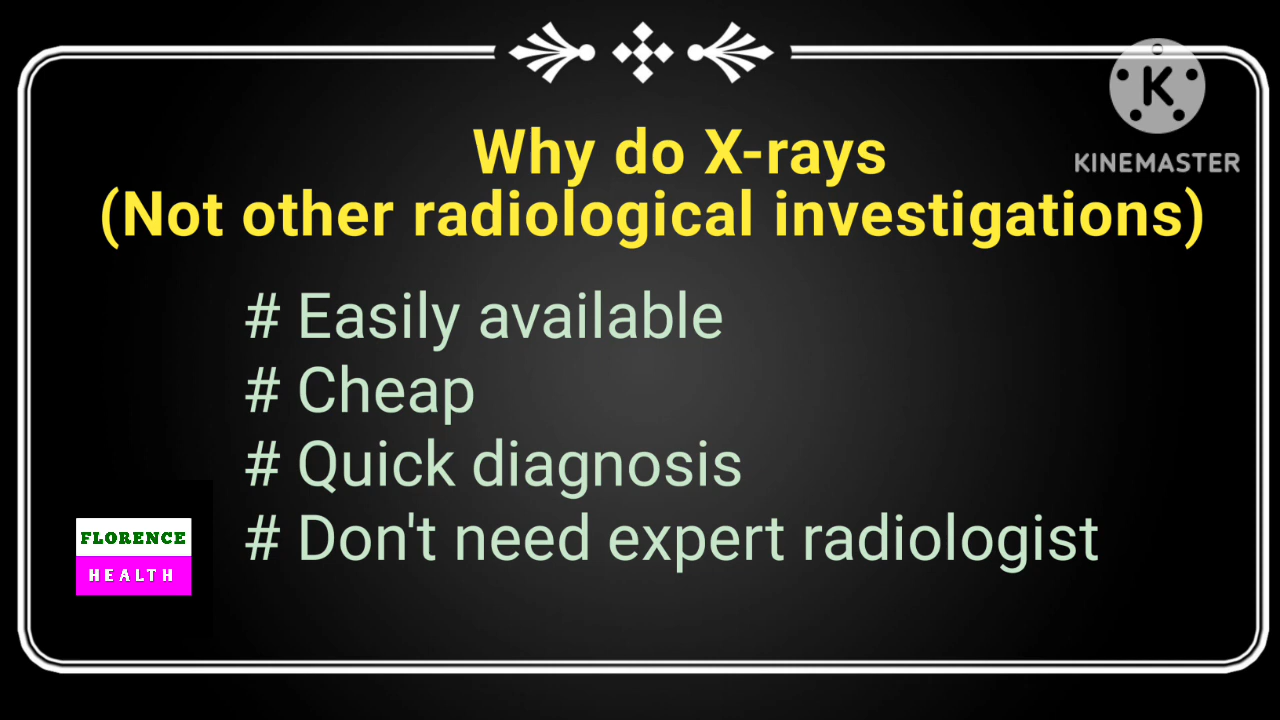 K
KINEMASTER
Why do X-rays
(Not other radiological investigations)
# Easily available
# Cheap
# Quick diagnosis
# Don't need expert radiologist
FLORENCE
HEALTH